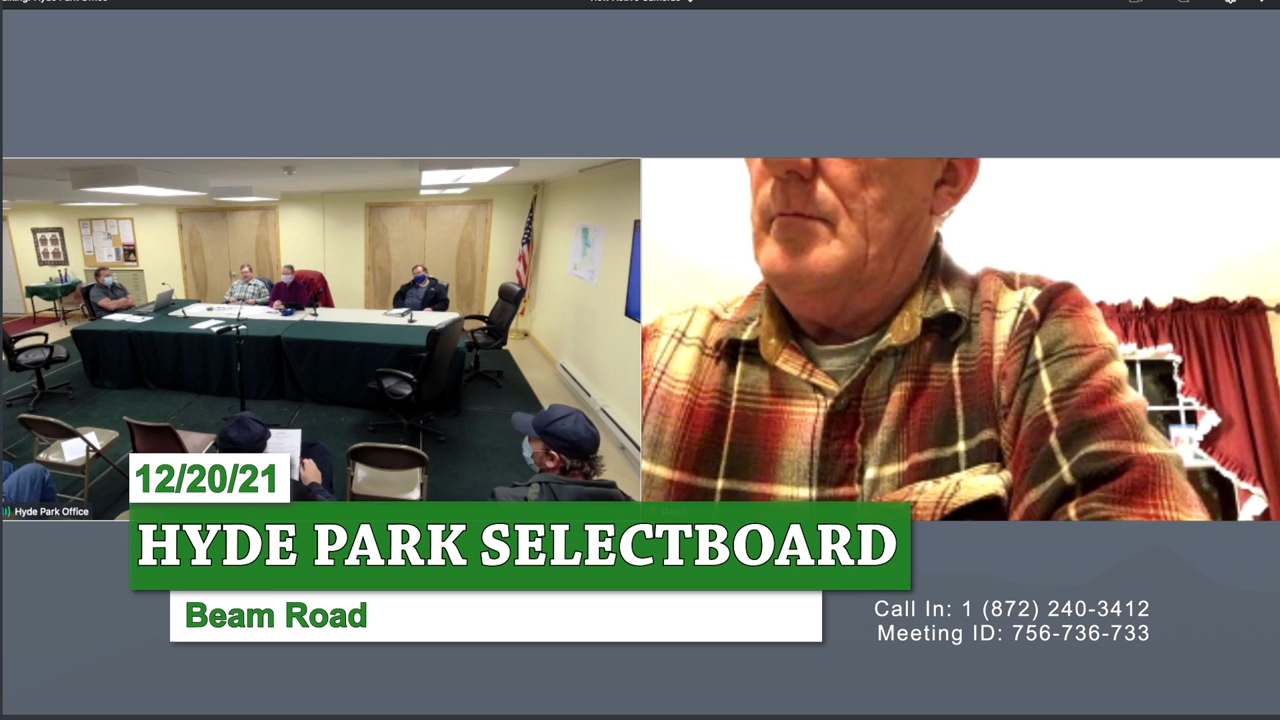 Hyde Park Office
12/20/21
HYDE PARK SELECTBOARD
Beam Road
Call In: 1 (872) 240-3412
Meeting ID: 756-736-733